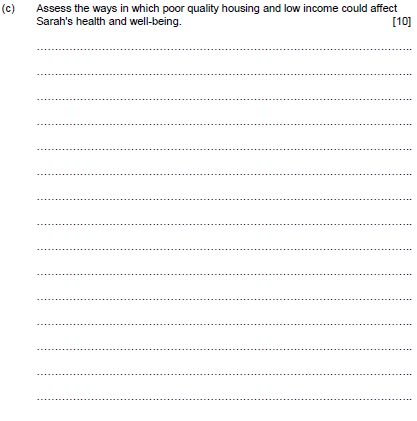 (c) Assess the ways in which poor quality housing and low income could affect
Sarah's health and well-being. [10]